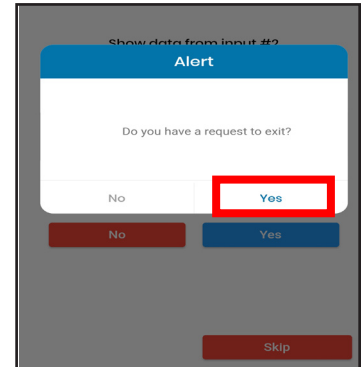 Show data from input #2
Alert
Do you have a request to exit?
No Yes
No Yes
Skip